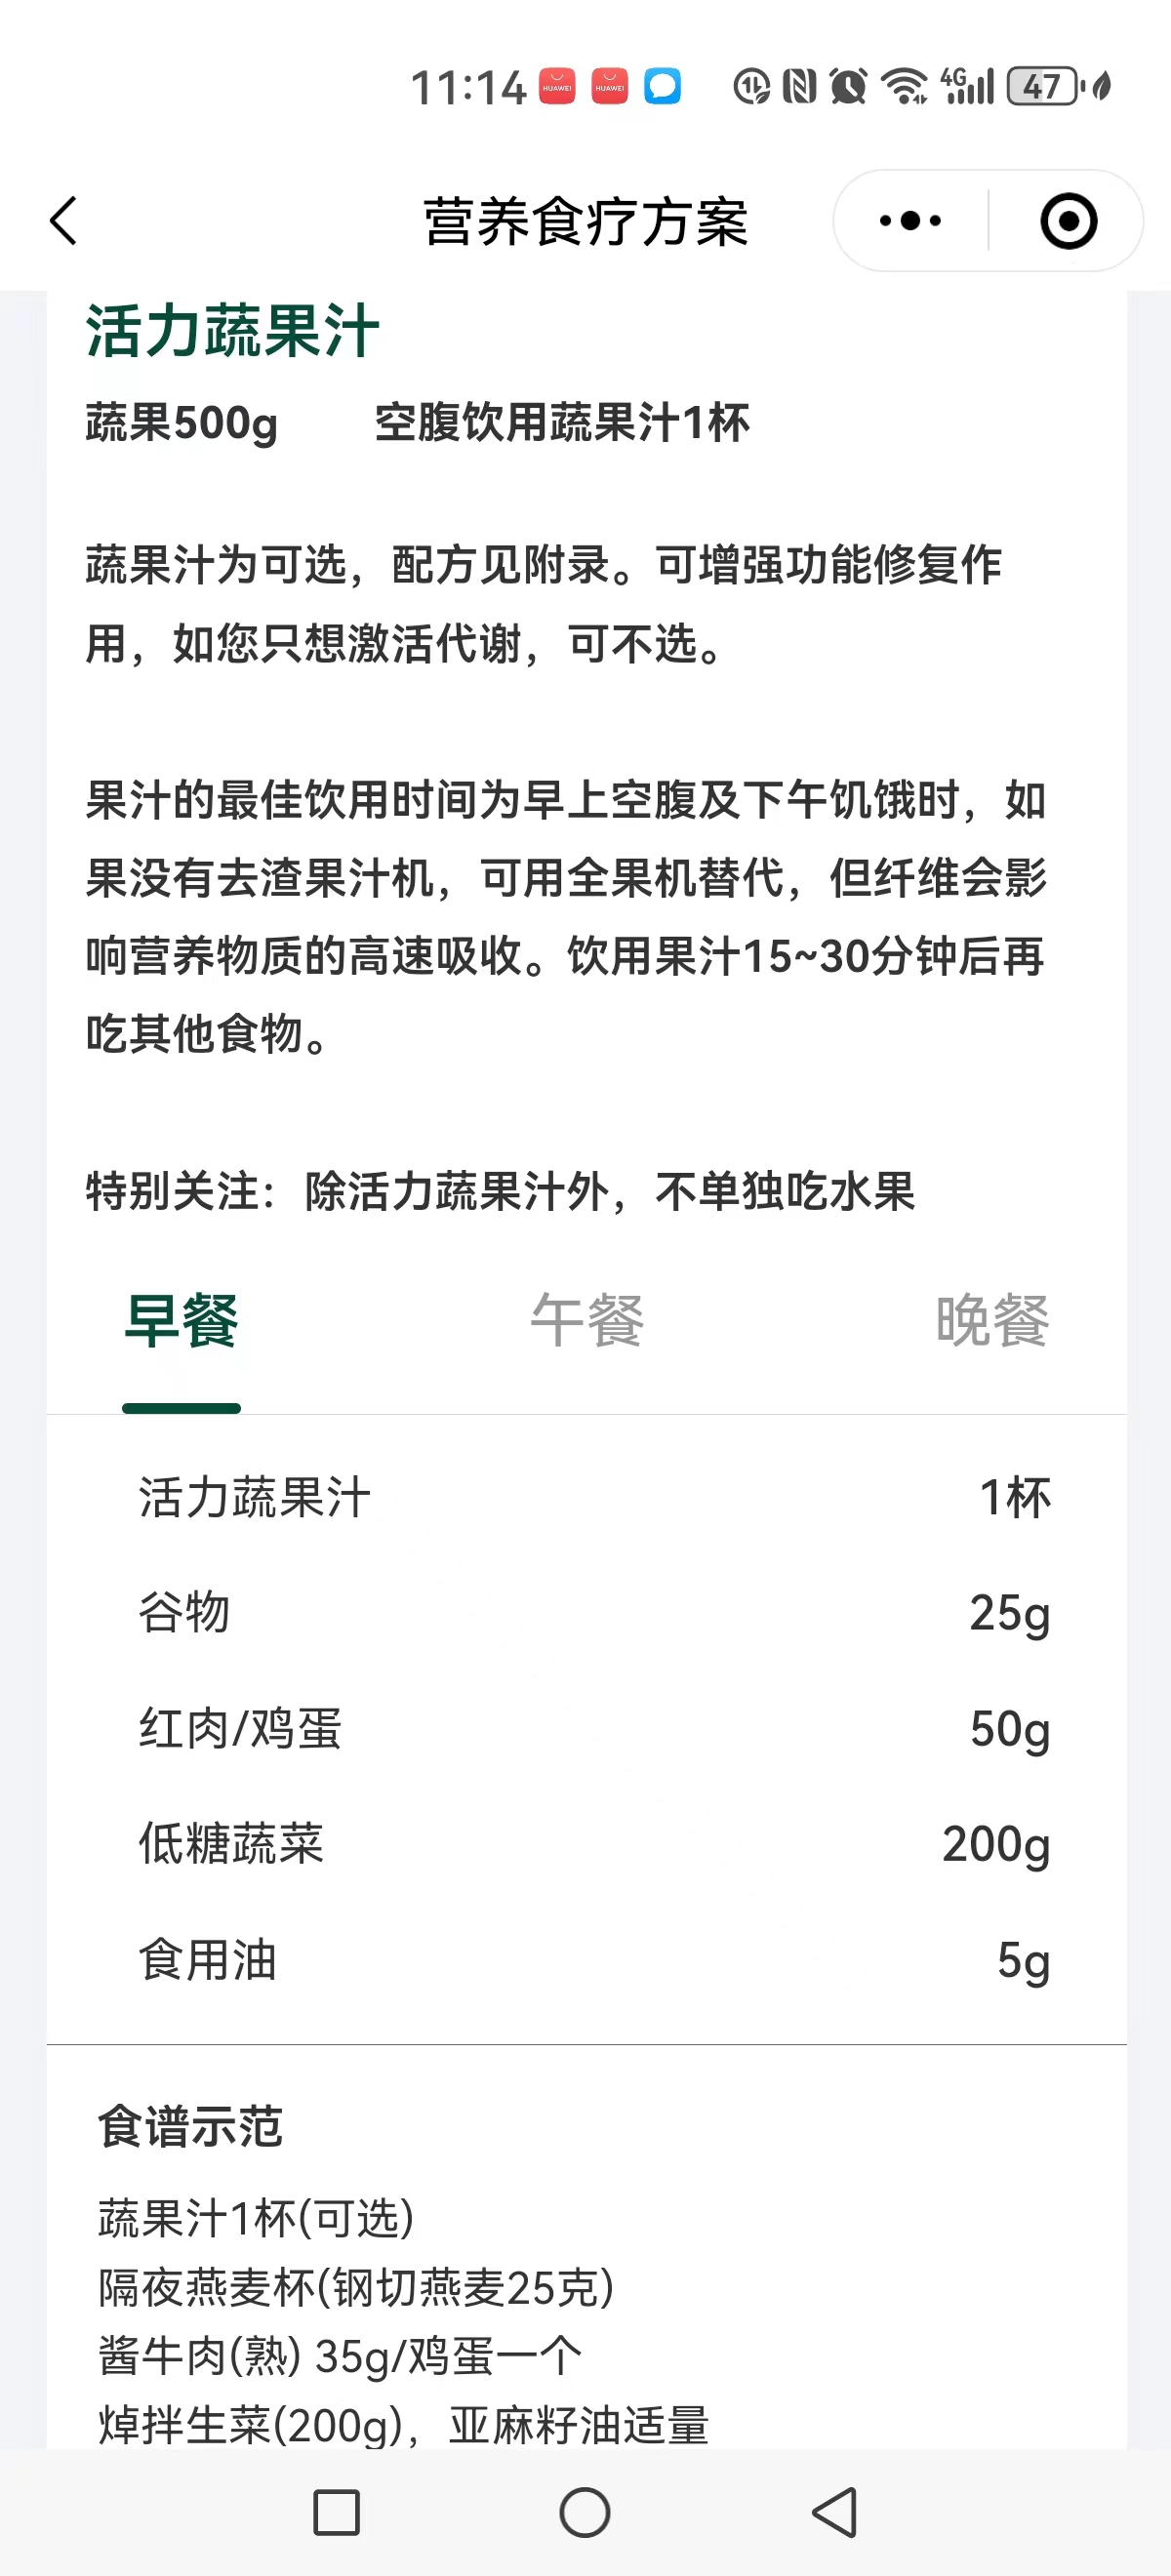 11:14 HUAWEI HUAWEI 4G 47
营养食疗方案
活力蔬果汁
蔬果500g 空腹饮用蔬果汁1杯
蔬果汁为可选，配方见附录。可增强功能修复作
用，如您只想激活代谢，可不选。
果汁的最佳饮用时间为早上空腹及下午饥饿时，如
果没有去渣果汁机，可用全果机替代，但纤维会影
响营养物质的高速吸收。饮用果汁15~30分钟后再
吃其他食物。
特别关注：除活力蔬果汁外，不单独吃水果
早餐 午餐 晚餐
活力蔬果汁 1杯
谷物 25g
红肉/鸡蛋 50g
低糖蔬菜 200g
食用油 5g
食谱示范
蔬果汁1杯(可选)
隔夜燕麦杯(钢切燕麦25克)
酱牛肉(熟) 35g/鸡蛋一个
焯拌生菜(200g)，亚麻籽油适量